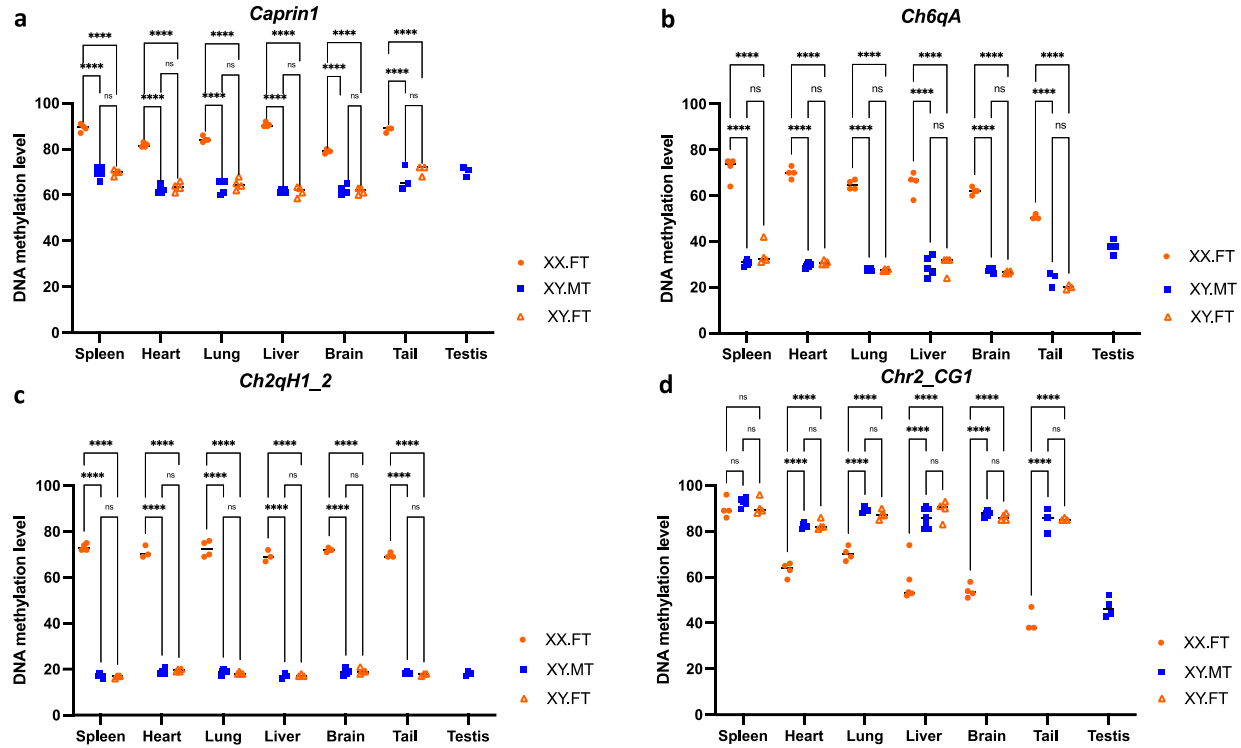 a
Caprin1
**** **** **** **** **** ****
ns ns ns ns ns
**** **** **** **** **** ****
ns
DNA methylation level
100
80
60
40
20
0
Spleen Heart Lung Liver Brain Tail Testis
XX.FT
XY.MT
XY.FT
b
Ch6qA
**** **** **** **** **** ****
ns ns ns **** ns ****
**** **** **** ns **** ns
DNA methylation level
100
80
60
40
20
0
Spleen Heart Lung Liver Brain Tail Testis
XX.FT
XY.MT
XY.FT
c
Ch2qH1_2
**** **** **** **** **** ****
**** ns **** ns ns ****
ns **** ns **** **** ns
DNA methylation level
100
80
60
40
20
0
Spleen Heart Lung Liver Brain Tail Testis
XX.FT
XY.MT
XY.FT
d
Chr2_CG1
ns **** **** **** **** ****
ns ns ns **** **** ns
ns **** **** ns ns ****
DNA methylation level
100
80
60
40
20
0
Spleen Heart Lung Liver Brain Tail Testis
XX.FT
XY.MT
XY.FT